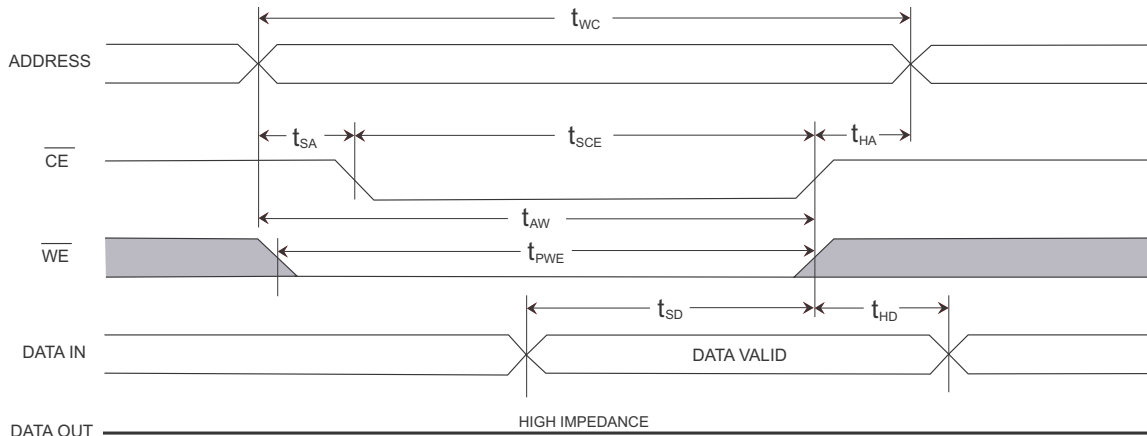 tWC
ADDRESS
tSA
tSCE
tHA
CE
tAW
WE
tPWE
tSD
tHD
DATA IN
DATA VALID
HIGH IMPEDANCE
DATA OUT